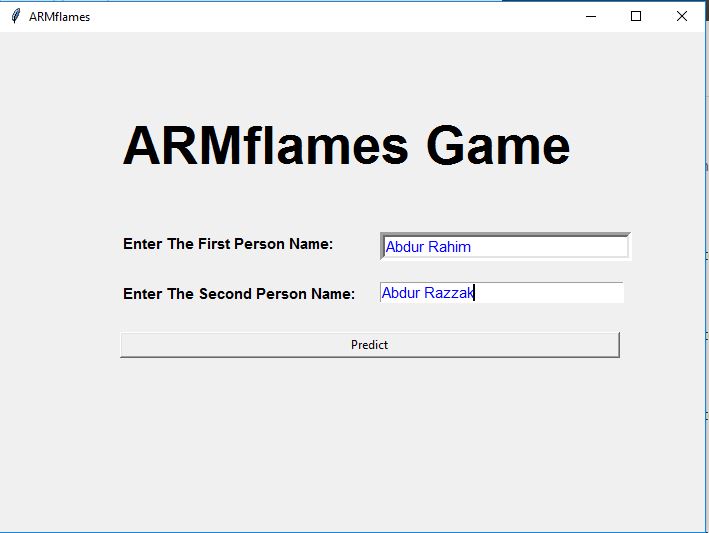 ARMflames
ARMflames Game
Enter The First Person Name: Abdur Rahim
Enter The Second Person Name: Abdur Razzak
Predict